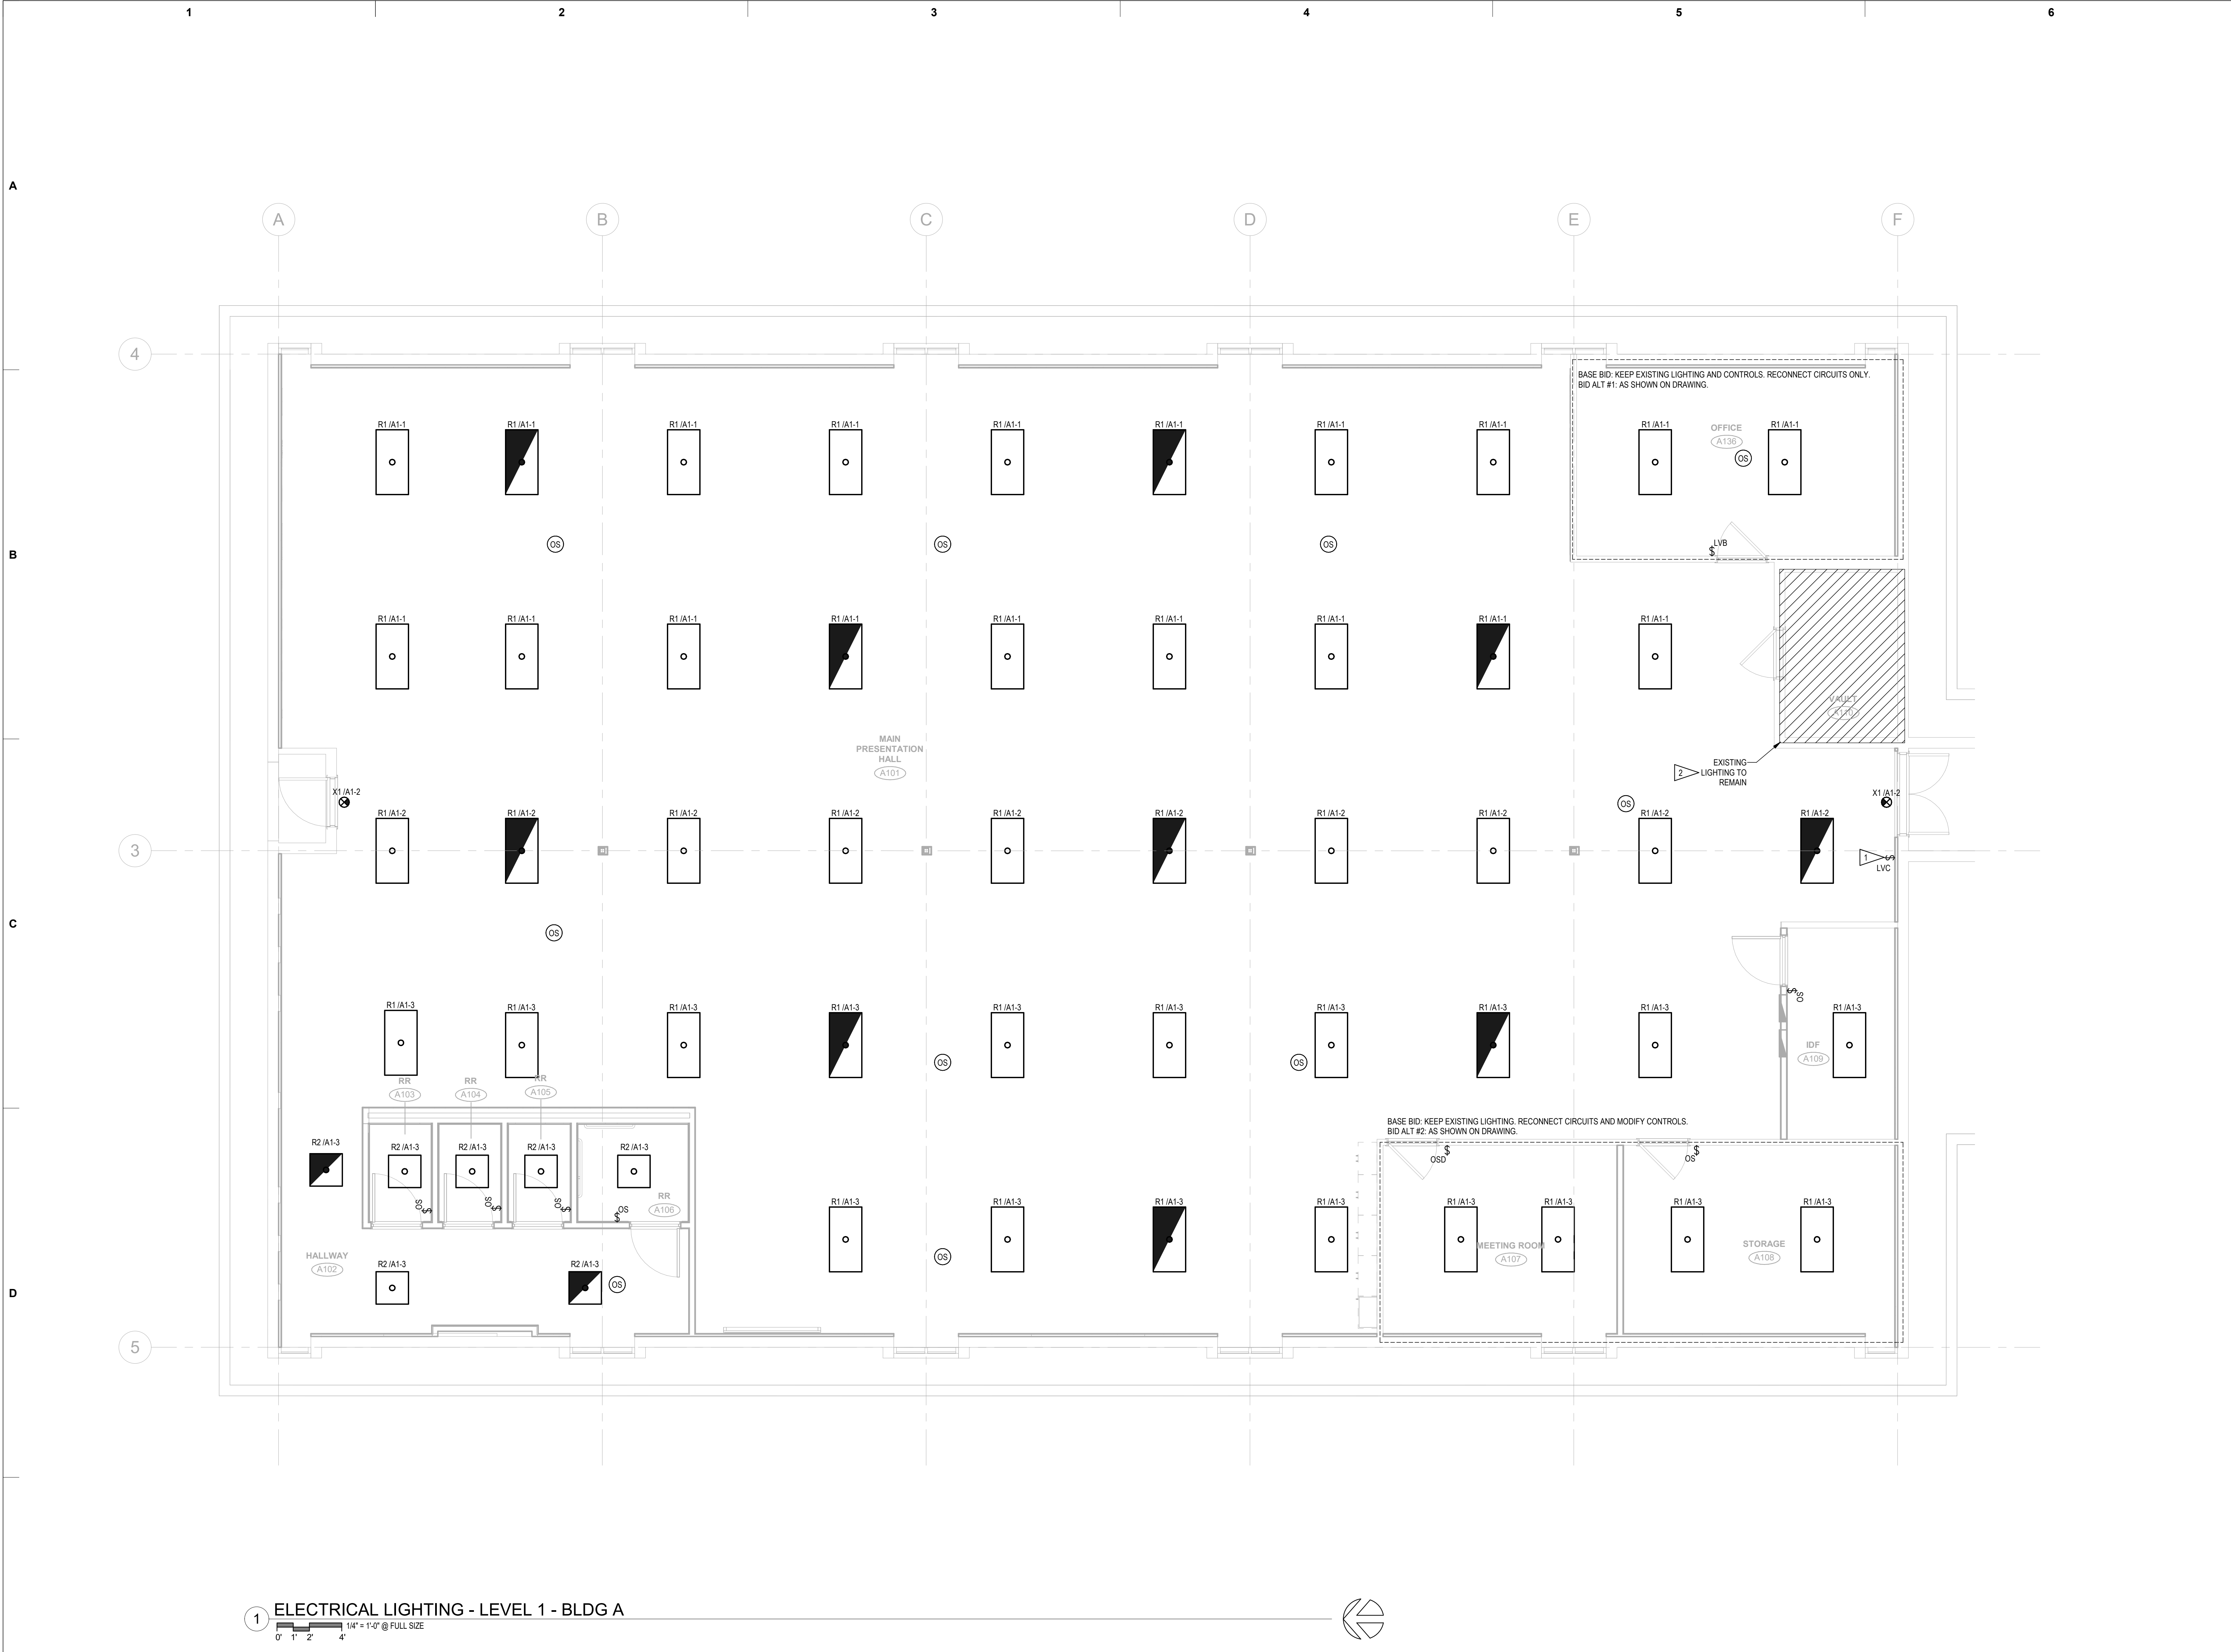 1 2 3 4 5 6
A
A B C D E F
4
BASE BID: KEEP EXISTING LIGHTING AND CONTROLS. RECONNECT CIRCUITS ONLY.
BID ALT #1: AS SHOWN ON DRAWING.
R1 /A1-1 R1 /A1-1 R1 /A1-1 R1 /A1-1 R1 /A1-1 R1 /A1-1 R1 /A1-1 R1 /A1-1 R1 /A1-1 R1 /A1-1
OFFICE
A136
OS
OS OS OS
LVB
$
B
R1 /A1-1 R1 /A1-1 R1 /A1-1 R1 /A1-1 R1 /A1-1 R1 /A1-1 R1 /A1-1 R1 /A1-1 R1 /A1-1
VAULT
A110
MAIN
PRESENTATION
HALL
A101
EXISTING
2 LIGHTING TO
REMAIN
X1 /A1-2 X1 /A1-2
OS
R1 /A1-2 R1 /A1-2 R1 /A1-2 R1 /A1-2 R1 /A1-2 R1 /A1-2 R1 /A1-2 R1 /A1-2 R1 /A1-2 R1 /A1-2
3
1 $
LVC
C
OS
$ OS
R1 /A1-3 R1 /A1-3 R1 /A1-3 R1 /A1-3 R1 /A1-3 R1 /A1-3 R1 /A1-3 R1 /A1-3 R1 /A1-3 R1 /A1-3
IDF
A109
OS OS
RR RR RR
A103 A104 A105
BASE BID: KEEP EXISTING LIGHTING. RECONNECT CIRCUITS AND MODIFY CONTROLS.
BID ALT #2: AS SHOWN ON DRAWING.
R2 /A1-3 R2 /A1-3 R2 /A1-3 R2 /A1-3 R2 /A1-3
$ $
OSD OS
RR
A106
OS $ OS $ OS $ OS
$
R1 /A1-3 R1 /A1-3 R1 /A1-3 R1 /A1-3 R1 /A1-3 R1 /A1-3 R1 /A1-3 R1 /A1-3
HALLWAY
A102
MEETING ROOM
A107
STORAGE
A108
OS
R2 /A1-3 R2 /A1-3
OS
D
5
1 ELECTRICAL LIGHTING - LEVEL 1 - BLDG A
1/4" = 1'-0" @ FULL SIZE
0' 1' 2' 4'